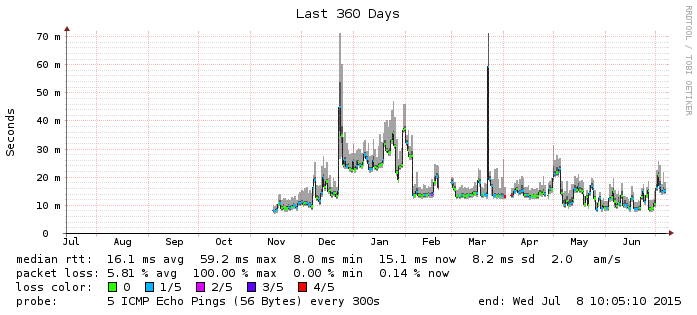 Last 360 Days
RRDTOOL / TOBI OETIKER
Seconds
70 m
60 m
50 m
40 m
30 m
20 m
10 m
0
Jul Aug Sep Oct Nov Dec Jan Feb Mar Apr May Jun
median rtt: 16.1 ms avg 59.2 ms max 8.0 ms min 15.1 ms now 8.2 ms sd 2.0 am/s
packet loss: 5.81 % avg 100.00 % max 0.00 % min 0.14 % now
loss color: 0 1/5 2/5 3/5 4/5
probe: 5 ICMP Echo Pings (56 Bytes) every 300s end: Wed Jul 8 10:05:10 2015